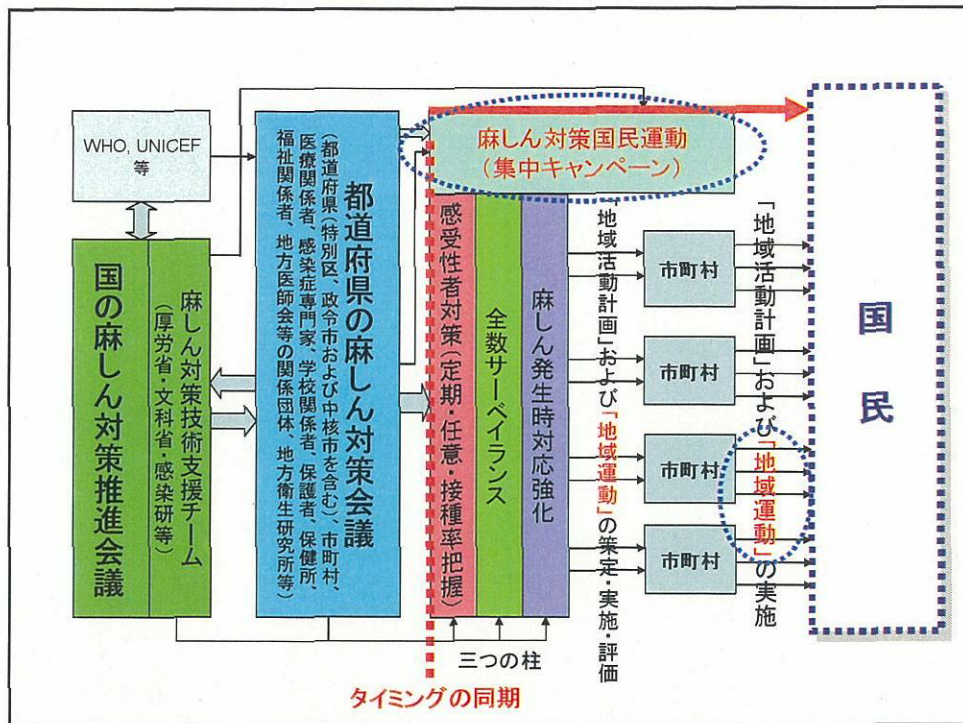 WHO, UNICEF
等
国の麻しん対策推進会議
麻しん対策技術支援チーム
(厚労省・文科省・感染研等)
都道府県の麻しん対策会議
(都道府県(特別区、政令市および中核市を含む)、市町村、
医療関係者、感染症専門家、学校関係者、保護者、保健所、
福祉関係者、地方医師会等の関係団体、地方衛生研究所等)
麻しん対策国民運動
(集中キャンペーン)
感受性者対策(定期・任意・接種率把握)
全数サーベイランス
麻しん発生時対応強化
三つの柱
タイミングの同期
「地域活動計画」および「地域運動」の策定・実施・評価
市町村
市町村
市町村
市町村
「地域活動計画」および「地域運動」の実施
国民